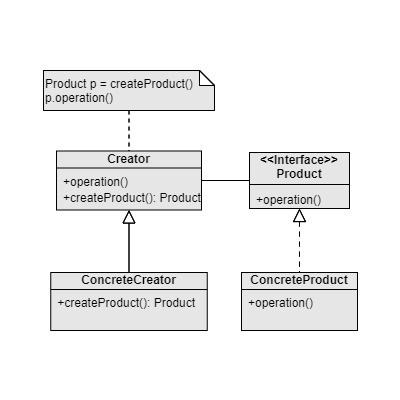 Product p = createProduct()
p.operation()
Creator
+operation()
+createProduct(): Product
<<Interface>>
Product
+operation()
ConcreteCreator
+createProduct(): Product
ConcreteProduct
+operation()